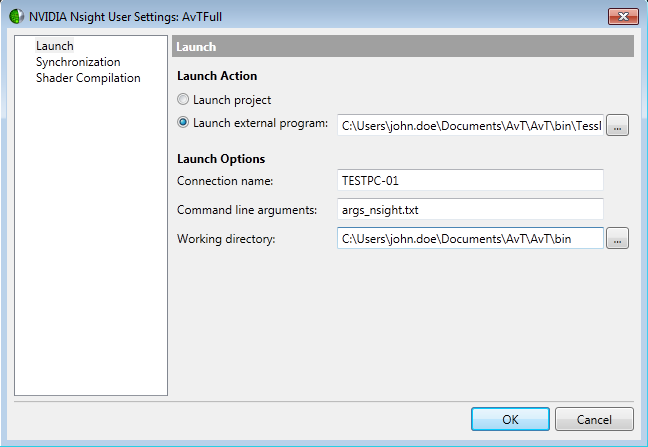 NVIDIA Nsight User Settings: AvTFull
Launch
Synchronization
Shader Compilation
Launch
Launch Action
Launch project
Launch external program: C:\Users\john.doe\Documents\AvT\AvT\bin\Tessl ...
Launch Options
Connection name: TESTPC-01
Command line arguments: args_nsight.txt
Working directory: C:\Users\john.doe\Documents\AvT\AvT\bin ...
OK Cancel